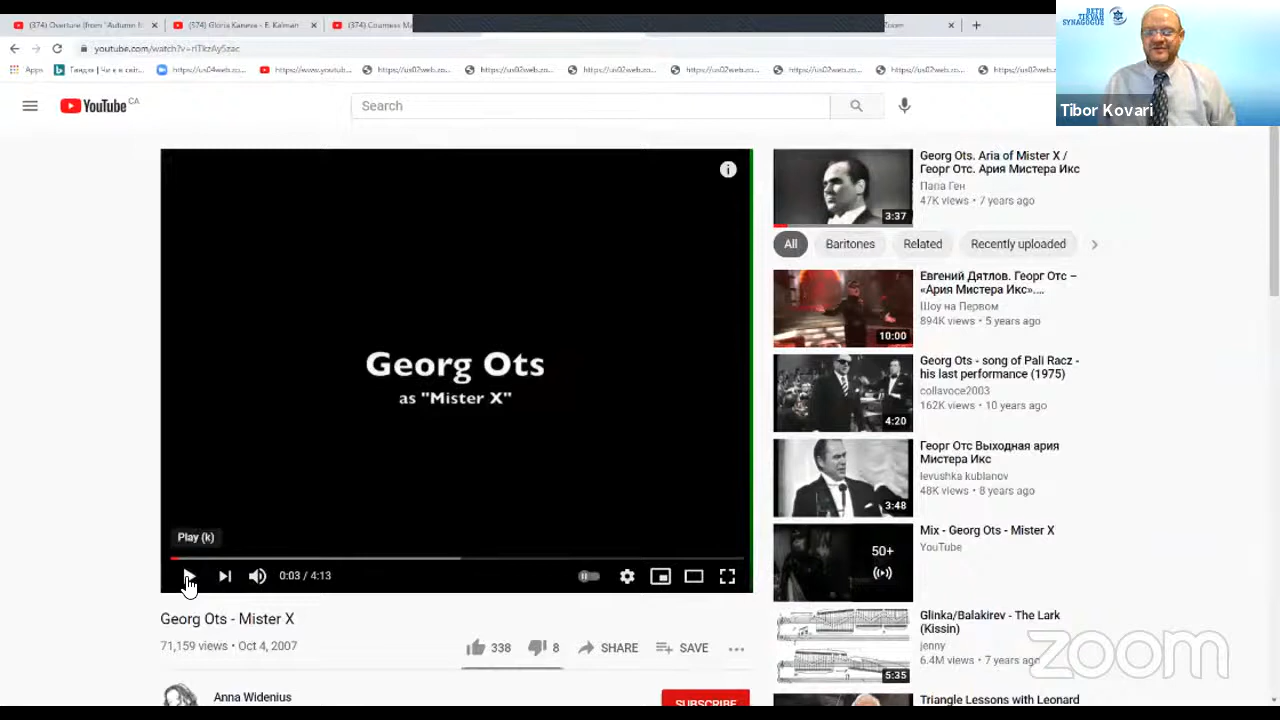 (374) Overture (from 'Autumn M
(374) Gloria Kaneva - E. Kalman
(374) Countess Ma
Zoom
youtube.com/watch?v=riTkzAy5zac
Apps
https://us04web.zo...
https://www.youtub...
https://us02web.zo...
https://us02web.zo...
https://us02web.zo...
https://us02web.zo...
https://us02web.zo...
https://us02web.zo...
https://us02web.zo
BETH
TIKVAH
SYNAGOGUE
Tibor Kovari
YouTube CA
Search
Georg Ots
as "Mister X"
Play (k)
0:03 / 4:13
Georg Ots - Mister X
71,159 views • Oct 4, 2007
338
8
SHARE
SAVE
Anna Widenius
SUBSCRIBE
Georg Ots. Aria of Mister X /
Георг Отс. Ария Мистера Икс
Папа Ген
47K views • 7 years ago
3:37
All
Baritones
Related
Recently uploaded
Евгений Дятлов. Георг Отс –
«Ария Мистера Икс»....
Шоу на Первом
894K views • 5 years ago
10:00
Georg Ots - song of Pali Racz -
his last performance (1975)
collavoce2003
162K views • 10 years ago
4:20
Георг Отс Выходная ария
Мистера Икс
levushka kublanov
48K views • 8 years ago
3:48
Mix - Georg Ots - Mister X
YouTube
50+
Glinka/Balakirev - The Lark
(Kissin)
jenny
6.4M views • 7 years ago
5:35
Triangle Lessons with Leonard
zoom